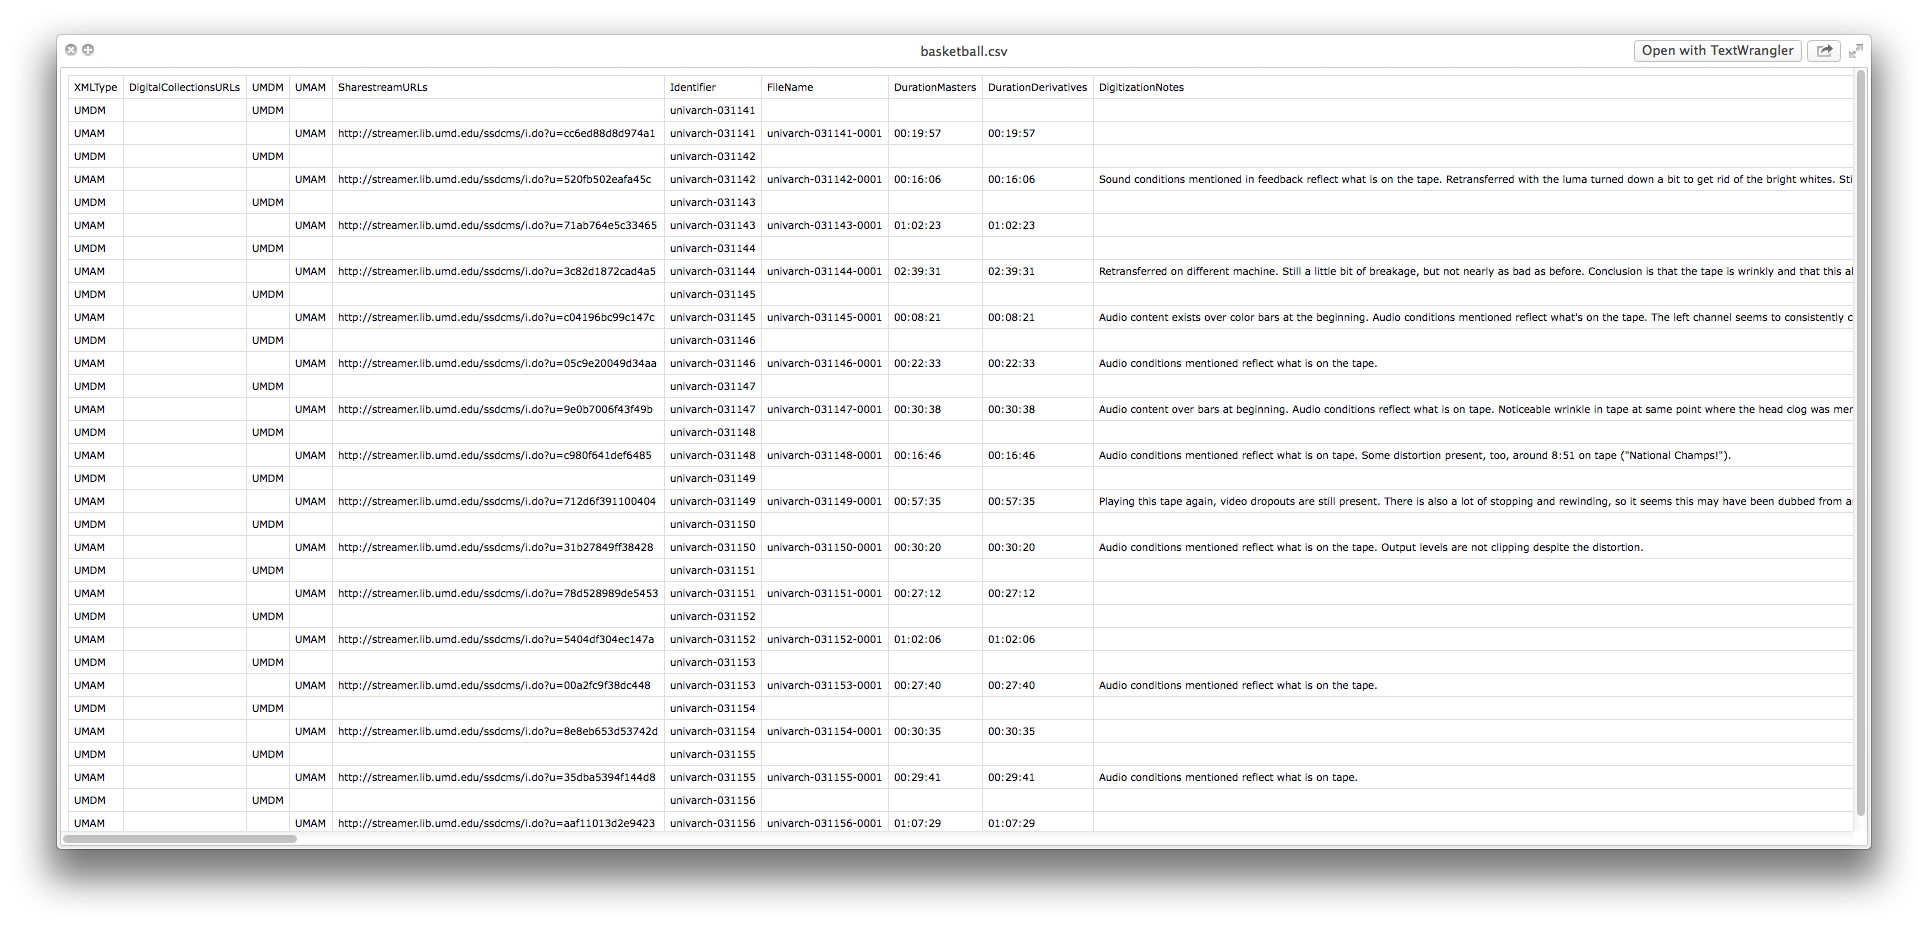 basketball.csv
Open with TextWrangler
XMLType DigitalCollectionsURLs UMDM UMAM SharestreamURLs Identifier FileName DurationMasters DurationDerivatives DigitizationNotes
UMDM UMDM univarch-031141
UMAM UMAM http://streamer.lib.umd.edu/ssdcms/i.do?u=cc6ed88d8d974a1 univarch-031141 univarch-031141-0001 00:19:57 00:19:57
UMDM UMDM univarch-031142
UMAM UMAM http://streamer.lib.umd.edu/ssdcms/i.do?u=520fb502eafa45c univarch-031142 univarch-031142-0001 00:16:06 00:16:06 Sound conditions mentioned in feedback reflect what is on the tape. Retransferred with the luma turned down a bit to get rid of the bright whites. Sti
UMDM UMDM univarch-031143
UMAM UMAM http://streamer.lib.umd.edu/ssdcms/i.do?u=71ab764e5c33465 univarch-031143 univarch-031143-0001 01:02:23 01:02:23
UMDM UMDM univarch-031144
UMAM UMAM http://streamer.lib.umd.edu/ssdcms/i.do?u=3c82d1872cad4a5 univarch-031144 univarch-031144-0001 02:39:31 02:39:31 Retransferred on different machine. Still a little bit of breakage, but not nearly as bad as before. Conclusion is that the tape is wrinkly and that this al
UMDM UMDM univarch-031145
UMAM UMAM http://streamer.lib.umd.edu/ssdcms/i.do?u=c04196bc99c147c univarch-031145 univarch-031145-0001 00:08:21 00:08:21 Audio content exists over color bars at the beginning. Audio conditions mentioned reflect what's on the tape. The left channel seems to consistently c
UMDM UMDM univarch-031146
UMAM UMAM http://streamer.lib.umd.edu/ssdcms/i.do?u=05c9e20049d34aa univarch-031146 univarch-031146-0001 00:22:33 00:22:33 Audio conditions mentioned reflect what is on the tape.
UMDM UMDM univarch-031147
UMAM UMAM http://streamer.lib.umd.edu/ssdcms/i.do?u=9e0b7006f43f49b univarch-031147 univarch-031147-0001 00:30:38 00:30:38 Audio content over bars at beginning. Audio conditions reflect what is on tape. Noticeable wrinkle in tape at same point where the head clog was mer
UMDM UMDM univarch-031148
UMAM UMAM http://streamer.lib.umd.edu/ssdcms/i.do?u=c980f641def6485 univarch-031148 univarch-031148-0001 00:16:46 00:16:46 Audio conditions mentioned reflect what is on tape. Some distortion present, too, around 8:51 on tape ("National Champs!").
UMDM UMDM univarch-031149
UMAM UMAM http://streamer.lib.umd.edu/ssdcms/i.do?u=712d6f391100404 univarch-031149 univarch-031149-0001 00:57:35 00:57:35 Playing this tape again, video dropouts are still present. There is also a lot of stopping and rewinding, so it seems this may have been dubbed from a
UMDM UMDM univarch-031150
UMAM UMAM http://streamer.lib.umd.edu/ssdcms/i.do?u=31b27849ff38428 univarch-031150 univarch-031150-0001 00:30:20 00:30:20 Audio conditions mentioned reflect what is on the tape. Output levels are not clipping despite the distortion.
UMDM UMDM univarch-031151
UMAM UMAM http://streamer.lib.umd.edu/ssdcms/i.do?u=78d528989de5453 univarch-031151 univarch-031151-0001 00:27:12 00:27:12
UMDM UMDM univarch-031152
UMAM UMAM http://streamer.lib.umd.edu/ssdcms/i.do?u=5404df304ec147a univarch-031152 univarch-031152-0001 01:02:06 01:02:06
UMDM UMDM univarch-031153
UMAM UMAM http://streamer.lib.umd.edu/ssdcms/i.do?u=00a2fc9f38dc448 univarch-031153 univarch-031153-0001 00:27:40 00:27:40 Audio conditions mentioned reflect what is on the tape.
UMDM UMDM univarch-031154
UMAM UMAM http://streamer.lib.umd.edu/ssdcms/i.do?u=8e8eb653d53742d univarch-031154 univarch-031154-0001 00:30:35 00:30:35
UMDM UMDM univarch-031155
UMAM UMAM http://streamer.lib.umd.edu/ssdcms/i.do?u=35dba5394f144d8 univarch-031155 univarch-031155-0001 00:29:41 00:29:41 Audio conditions mentioned reflect what is on tape.
UMDM UMDM univarch-031156
UMAM UMAM http://streamer.lib.umd.edu/ssdcms/i.do?u=aaf11013d2e9423 univarch-031156 univarch-031156-0001 01:07:29 01:07:29